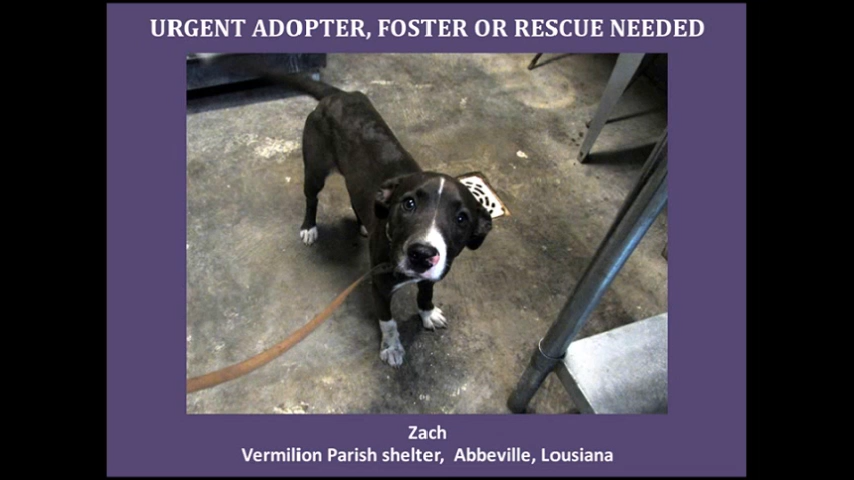 URGENT ADOPTER, FOSTER OR RESCUE NEEDED
Zach
Vermilion Parish shelter, Abbeville, Lousiana